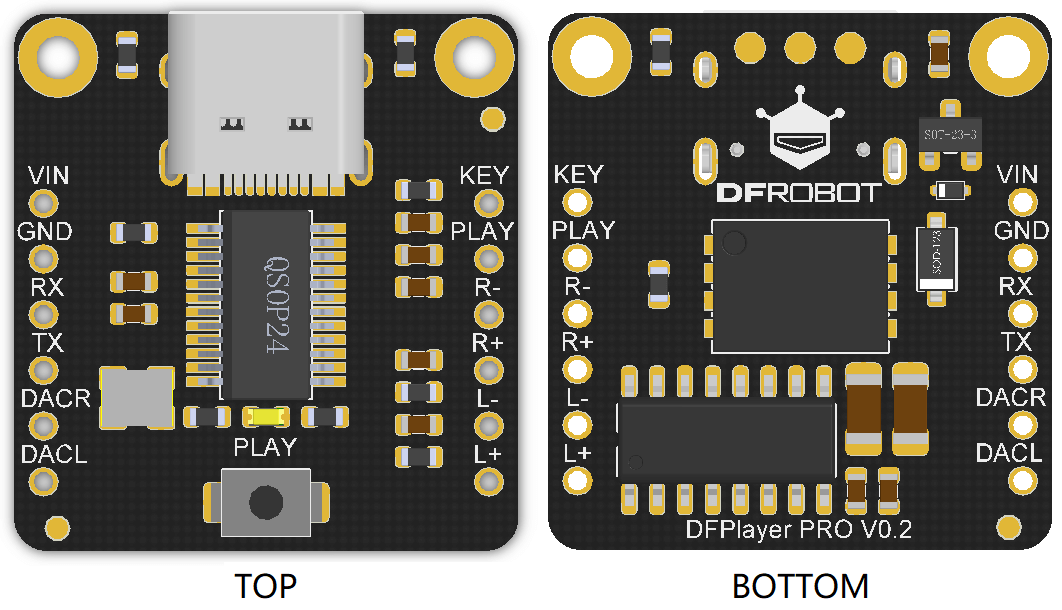 VIN
GND
RX
TX
DACR
DACL
KEY
PLAY
R-
R+
L-
L+
QSOP24
PLAY
TOP
KEY
PLAY
R-
R+
L-
L+
DFROBOT
SOT-23-3
SOD-123
VIN
GND
RX
TX
DACR
DACL
DFPlayer PRO V0.2
BOTTOM